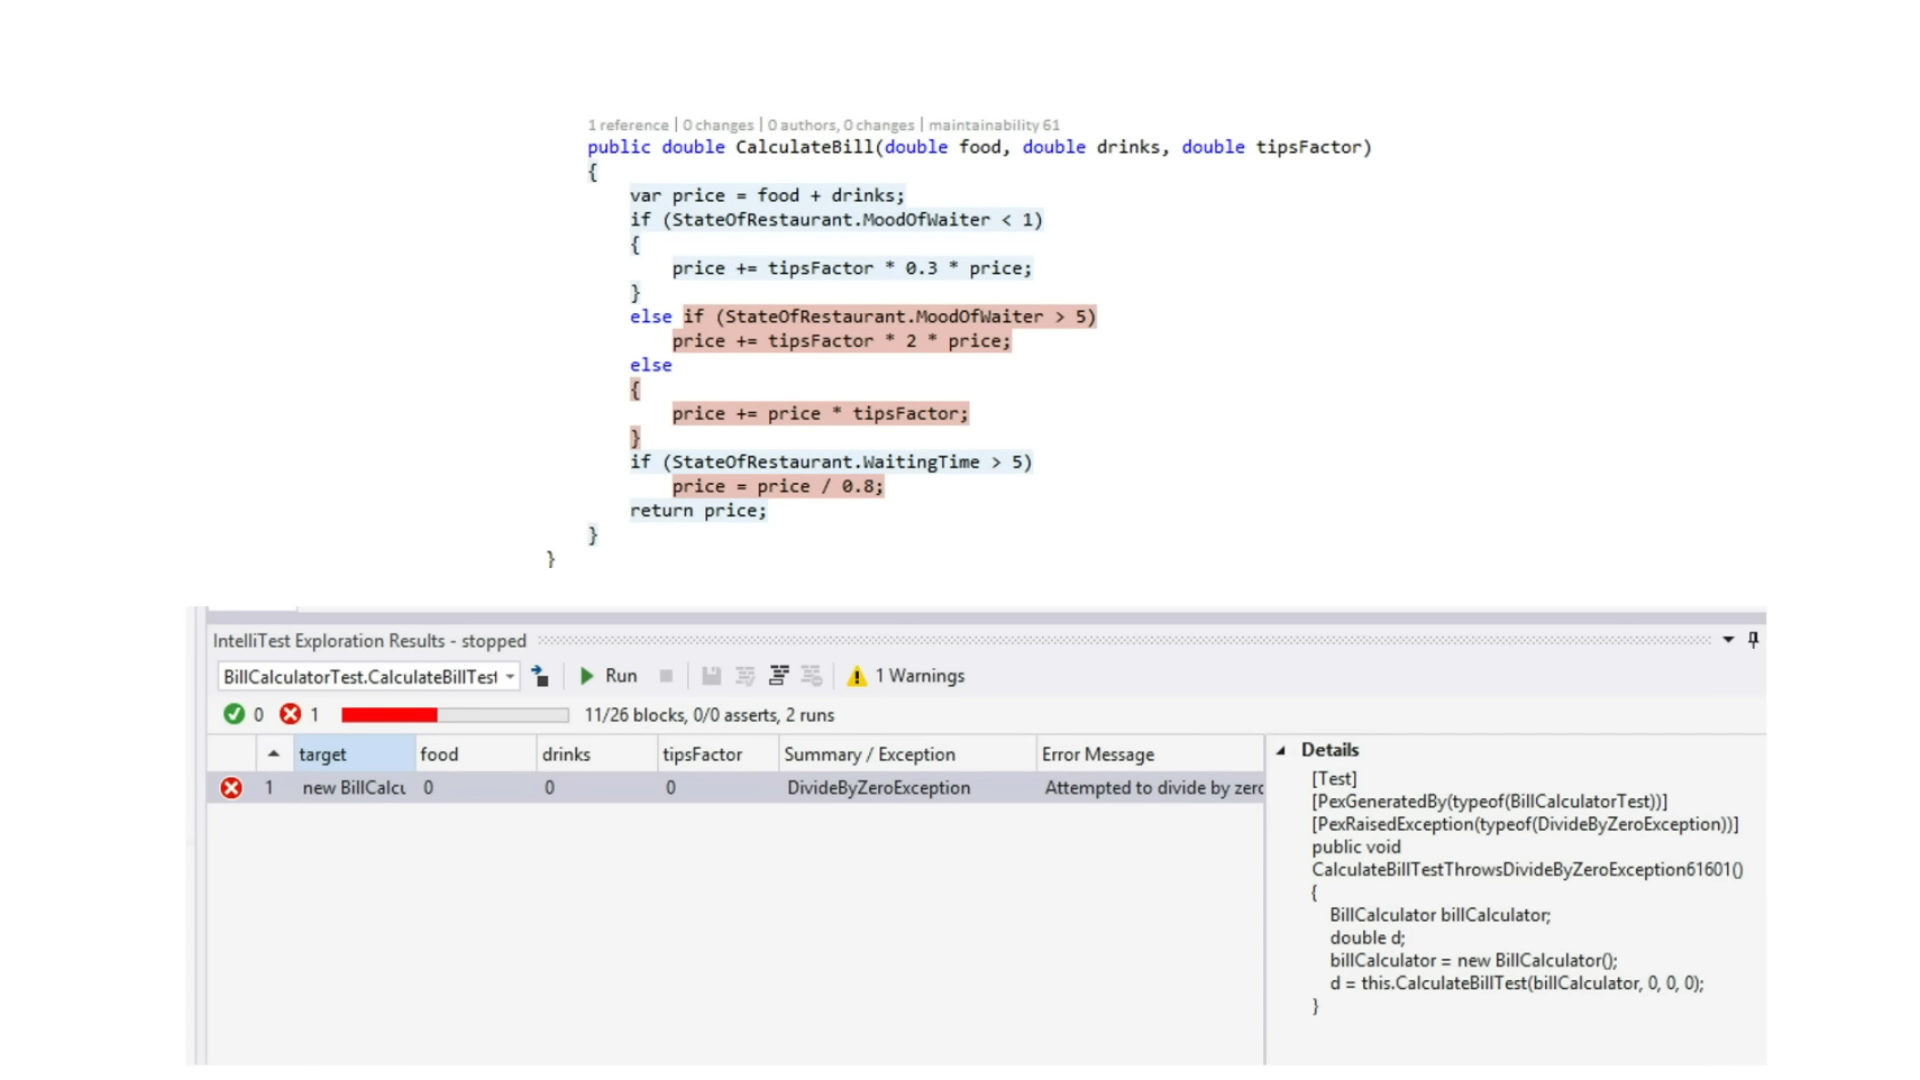 1 reference | 0 changes | 0 authors, 0 changes | maintainability 61
public double CalculateBill(double food, double drinks, double tipsFactor)
{
var price = food + drinks;
if (StateOfRestaurant.MoodOfWaiter < 1)
{
price += tipsFactor * 0.3 * price;
}
else if (StateOfRestaurant.MoodOfWaiter > 5)
price += tipsFactor * 2 * price;
else
{
price += price * tipsFactor;
}
if (StateOfRestaurant.WaitingTime > 5)
price = price / 0.8;
return price;
}
}
IntelliTest Exploration Results - stopped
BillCalculatorTest.CalculateBillTest Run 1 Warnings
0 1 11/26 blocks, 0/0 asserts, 2 runs
target food drinks tipsFactor Summary / Exception Error Message
1 new BillCalcu 0 0 0 DivideByZeroException Attempted to divide by zero
Details
[Test]
[PexGeneratedBy(typeof(BillCalculatorTest))]
[PexRaisedException(typeof(DivideByZeroException))]
public void
CalculateBillTestThrowsDivideByZeroException61601()
{
BillCalculator billCalculator;
double d;
billCalculator = new BillCalculator();
d = this.CalculateBillTest(billCalculator, 0, 0, 0);
}